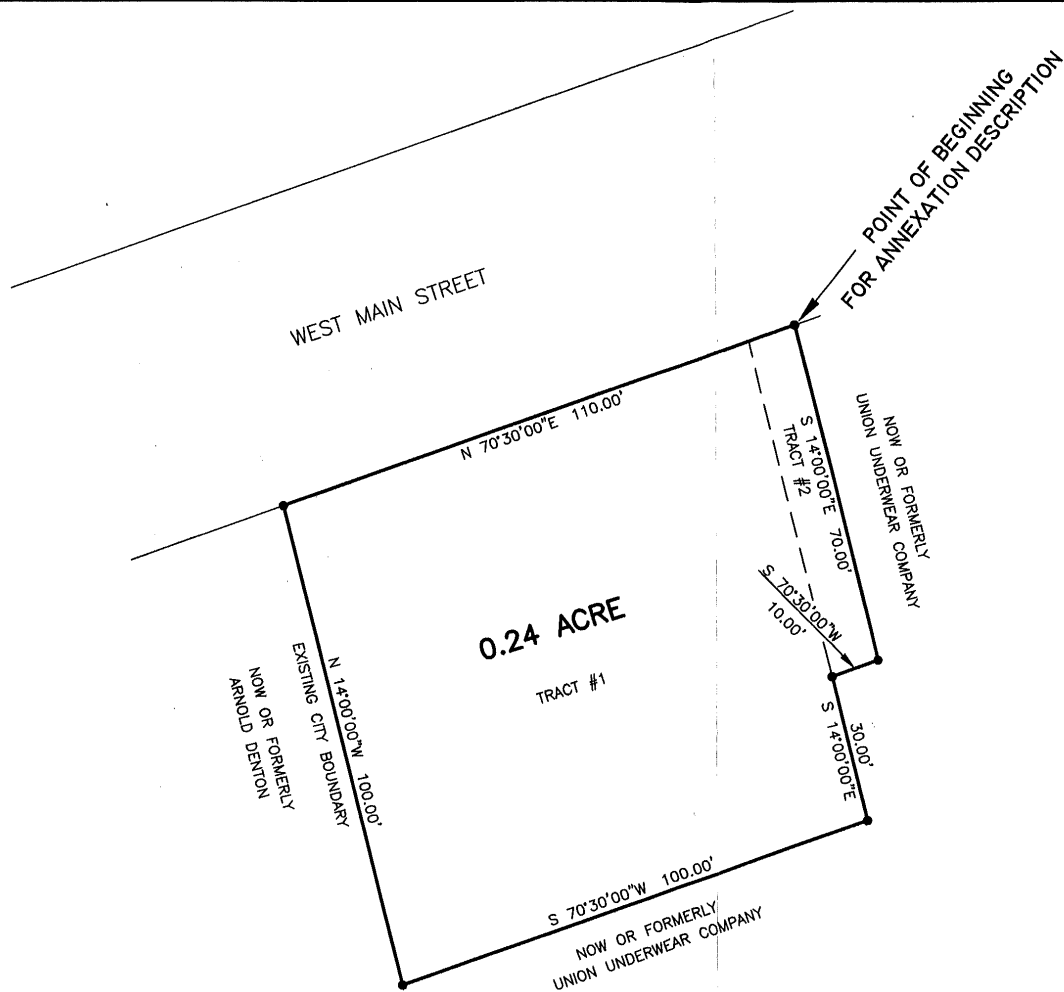 POINT OF BEGINNING
FOR ANNEXATION DESCRIPTION
WEST MAIN STREET
N 70°30'00"E 110.00'
S 14°00'00"E 70.00'
TRACT #2
NOW OR FORMERLY
UNION UNDERWEAR COMPANY
S 70°30'00"W
10.00'
0.24 ACRE
TRACT #1
N 14°00'00"W 100.00'
EXISTING CITY BOUNDARY
NOW OR FORMERLY
ARNOLD DENTON
30.00'
S 14°00'00"E
S 70°30'00"W 100.00'
NOW OR FORMERLY
UNION UNDERWEAR COMPANY